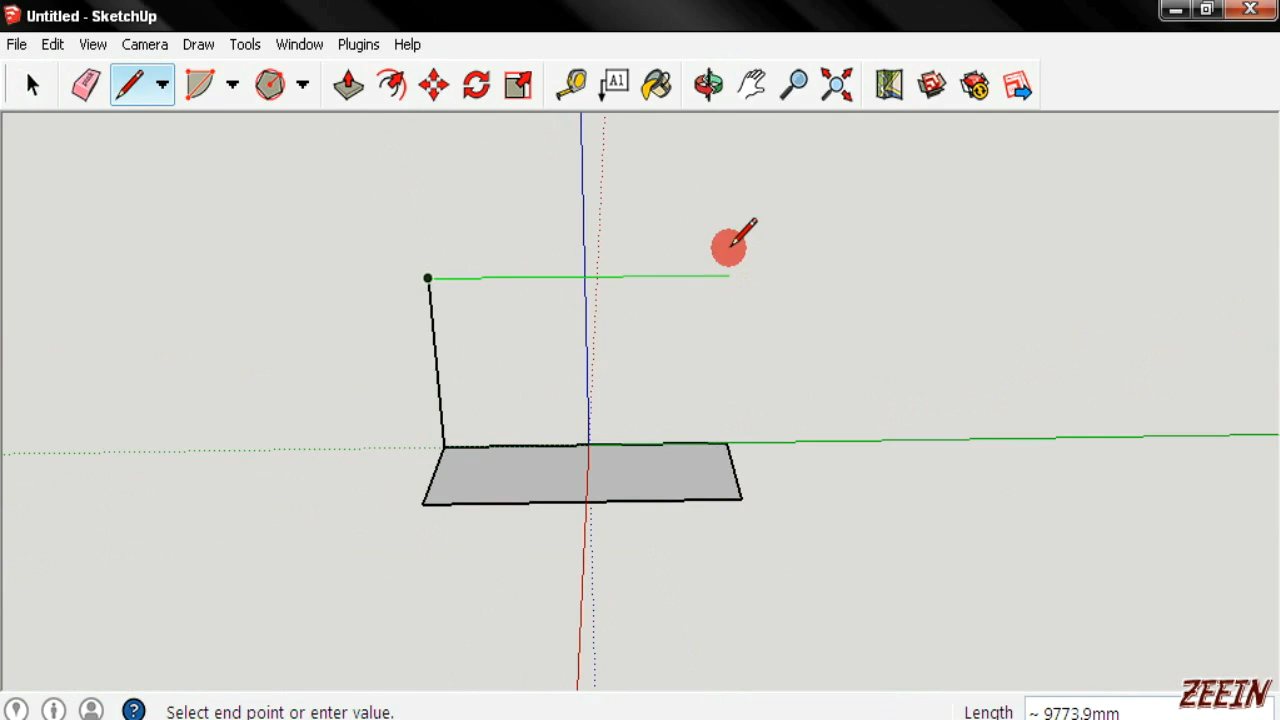 Untitled - SketchUp
File Edit View Camera Draw Tools Window Plugins Help
A1
Select end point or enter value. Length ~ 9773.9mm
ZEEIN